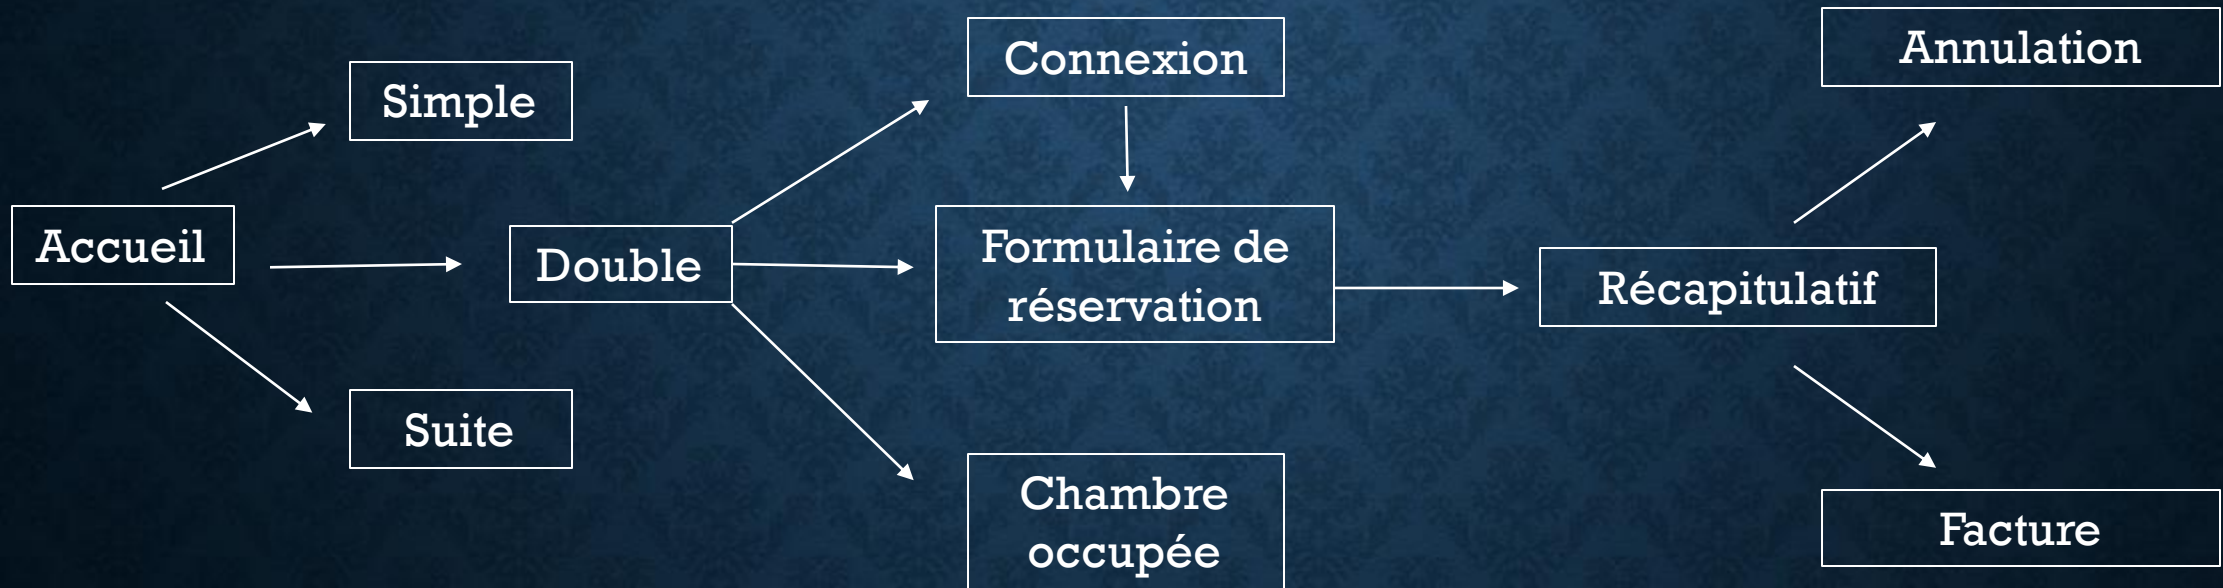 Accueil
Simple
Double
Suite
Connexion
Formulaire de
réservation
Chambre
occupée
Récapitulatif
Annulation
Facture